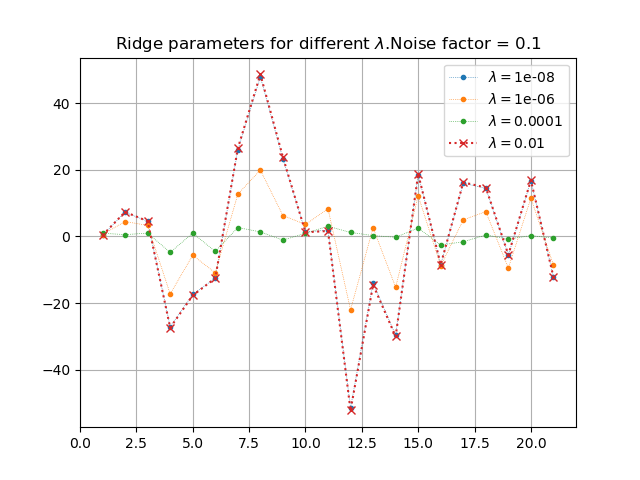 Ridge parameters for different λ.Noise factor = 0.1
λ = 1e-08
λ = 1e-06
λ = 0.0001
λ = 0.01
40
20
0
−20
−40
0.0 2.5 5.0 7.5 10.0 12.5 15.0 17.5 20.0